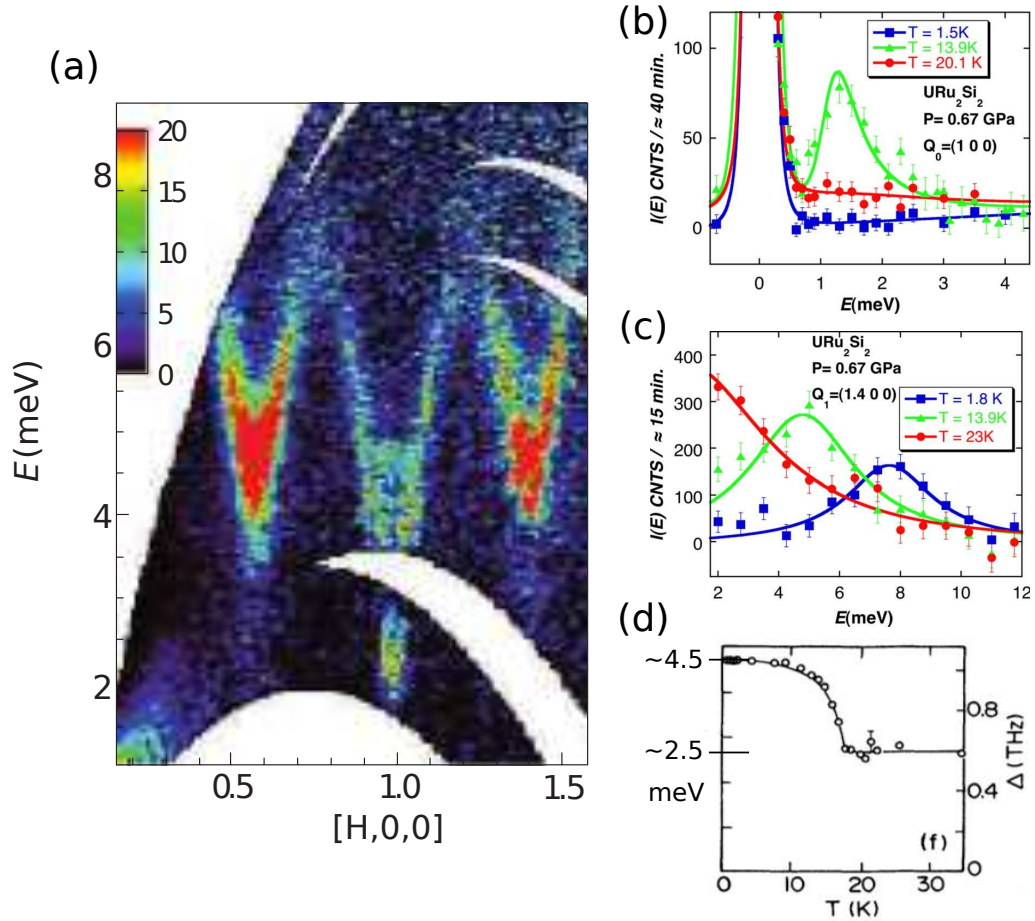 (a)
20
15
10
5
0
8
6
4
2
E(meV)
0.5
1.0
1.5
[H,0,0]
(b)
100
50
0
I(E) CNTS / ≈ 40 min.
T = 1.5K
T = 13.9K
T = 20.1 K
URu2Si2
P= 0.67 GPa
Q0=(1 0 0)
0
1
2
3
4
E(meV)
(c)
400
300
200
100
0
I(E) CNTS / ≈ 15 min.
URu2Si2
P= 0.67 GPa
Q1=(1.4 0 0)
T = 1.8 K
T = 13.9K
T = 23K
2
4
6
8
10
12
E(meV)
(d)
~4.5
~2.5
meV
0.8
0.4
0
Δ (THz)
(f)
0
10
20
30
T (K)